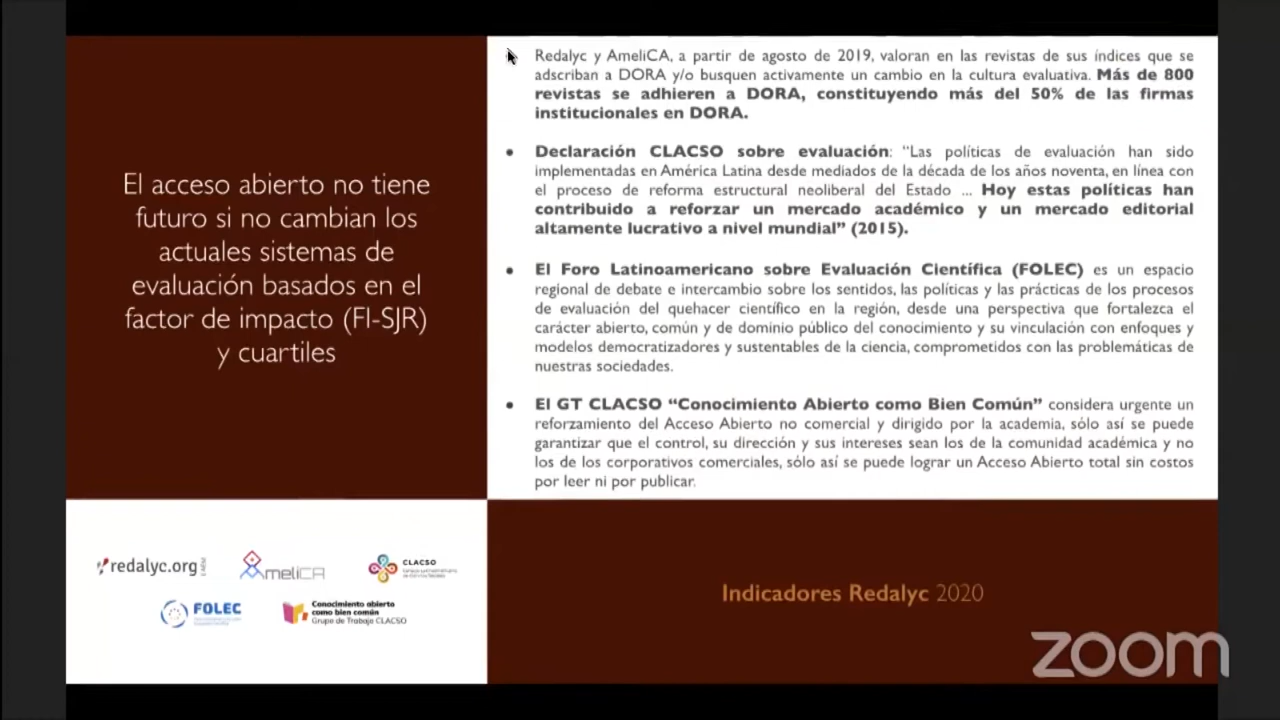 El acceso abierto no tiene
futuro si no cambian los
actuales sistemas de
evaluación basados en el
factor de impacto (FI-SJR)
y cuartiles
Redalyc y AmeliCA, a partir de agosto de 2019, valoran en las revistas de sus índices que se
adscriban a DORA y/o busquen activamente un cambio en la cultura evaluativa. Más de 800
revistas se adhieren a DORA, constituyendo más del 50% de las firmas
institucionales en DORA.
• Declaración CLACSO sobre evaluación: “Las políticas de evaluación han sido
implementadas en América Latina desde mediados de la década de los años noventa, en línea con
el proceso de reforma estructural neoliberal del Estado ... Hoy estas políticas han
contribuido a reforzar un mercado académico y un mercado editorial
altamente lucrativo a nivel mundial” (2015).
• El Foro Latinoamericano sobre Evaluación Científica (FOLEC) es un espacio
regional de debate e intercambio sobre los sentidos, las políticas y las prácticas de los procesos
de evaluación del quehacer científico en la región, desde una perspectiva que fortalezca el
carácter abierto, común y de dominio público del conocimiento y su vinculación con enfoques y
modelos democratizadores y sustentables de la ciencia, comprometidos con las problemáticas de
nuestras sociedades.
• El GT CLACSO “Conocimiento Abierto como Bien Común” considera urgente un
reforzamiento del Acceso Abierto no comercial y dirigido por la academia, sólo así se puede
garantizar que el control, su dirección y sus intereses sean los de la comunidad académica y no
los de los corporativos comerciales, sólo así se puede lograr un Acceso Abierto total sin costos
por leer ni por publicar.
redalyc.org
AmeliCA
CLACSO
FOLEC
Conocimiento abierto
como bien común
Grupo de Trabajo CLACSO
Indicadores Redalyc 2020
zoom